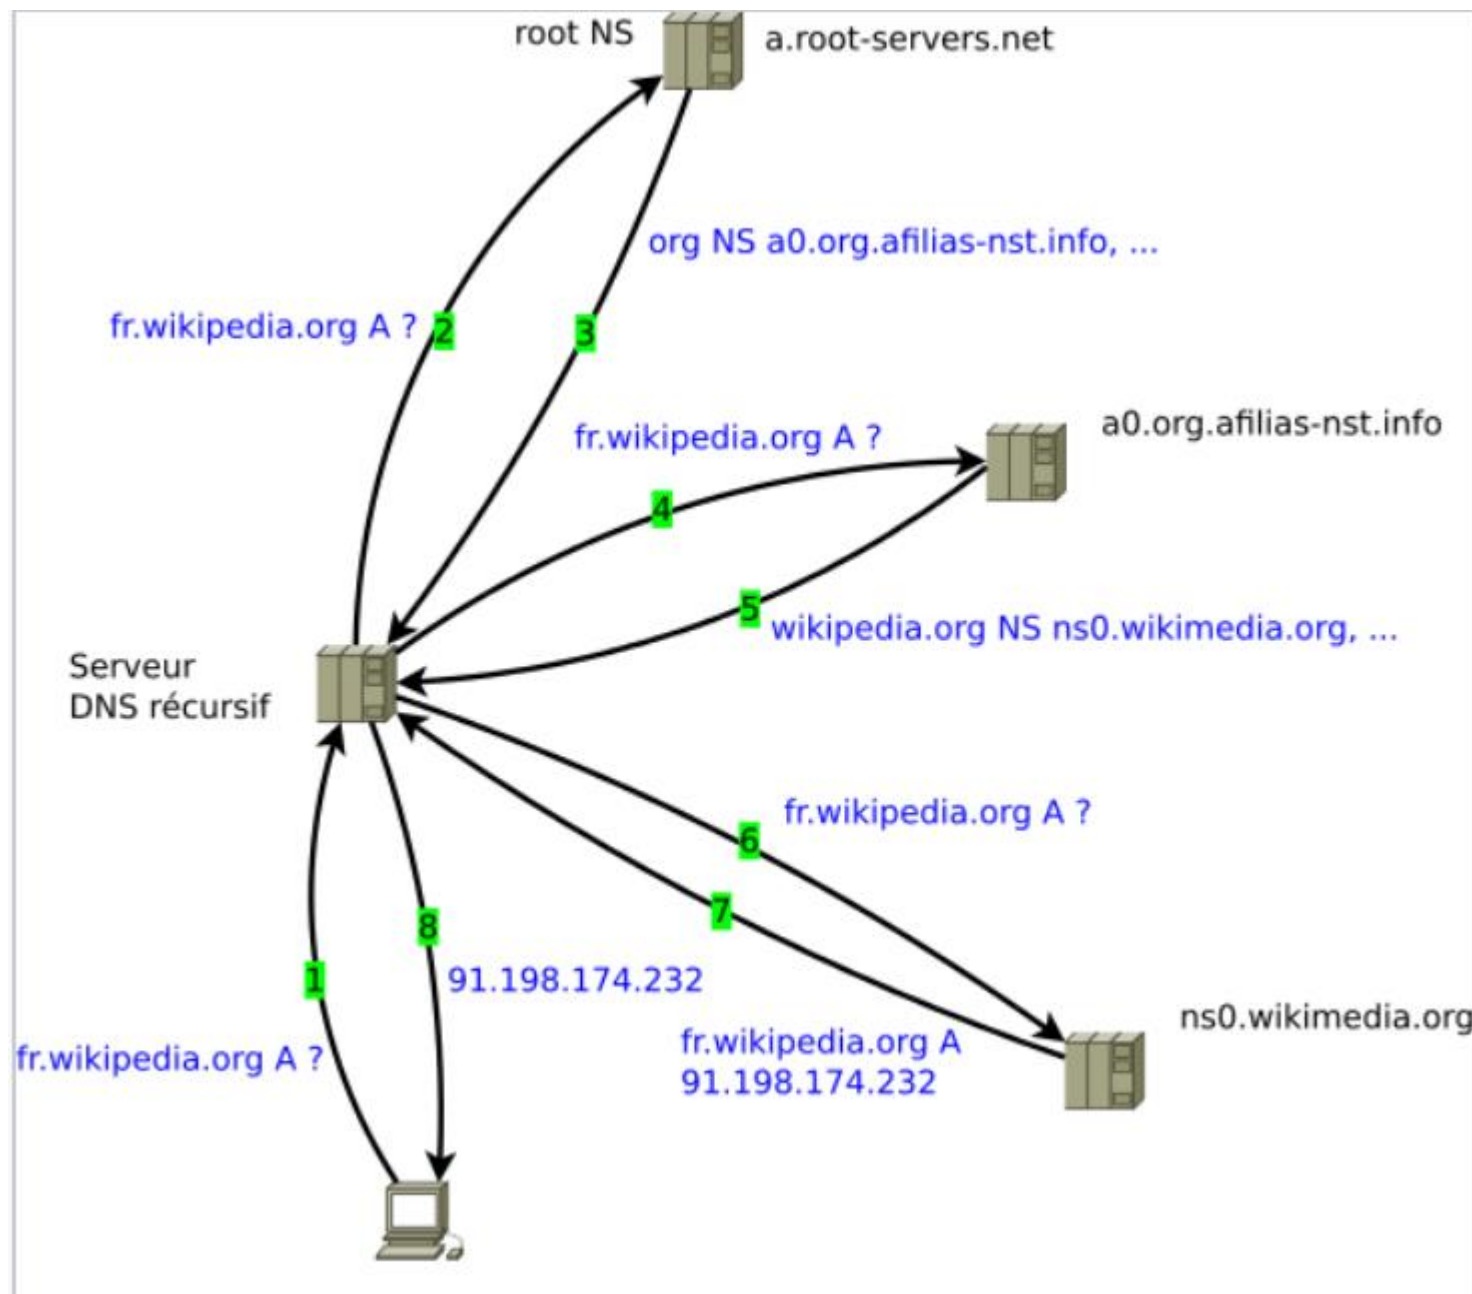 root NS
a.root-servers.net
org NS a0.org.afilias-nst.info, ...
fr.wikipedia.org A ?
2
3
a0.org.afilias-nst.info
fr.wikipedia.org A ?
4
5
wikipedia.org NS ns0.wikimedia.org, ...
Serveur
DNS récursif
fr.wikipedia.org A ?
6
7
8
1
91.198.174.232
ns0.wikimedia.org
fr.wikipedia.org A ?
fr.wikipedia.org A
91.198.174.232